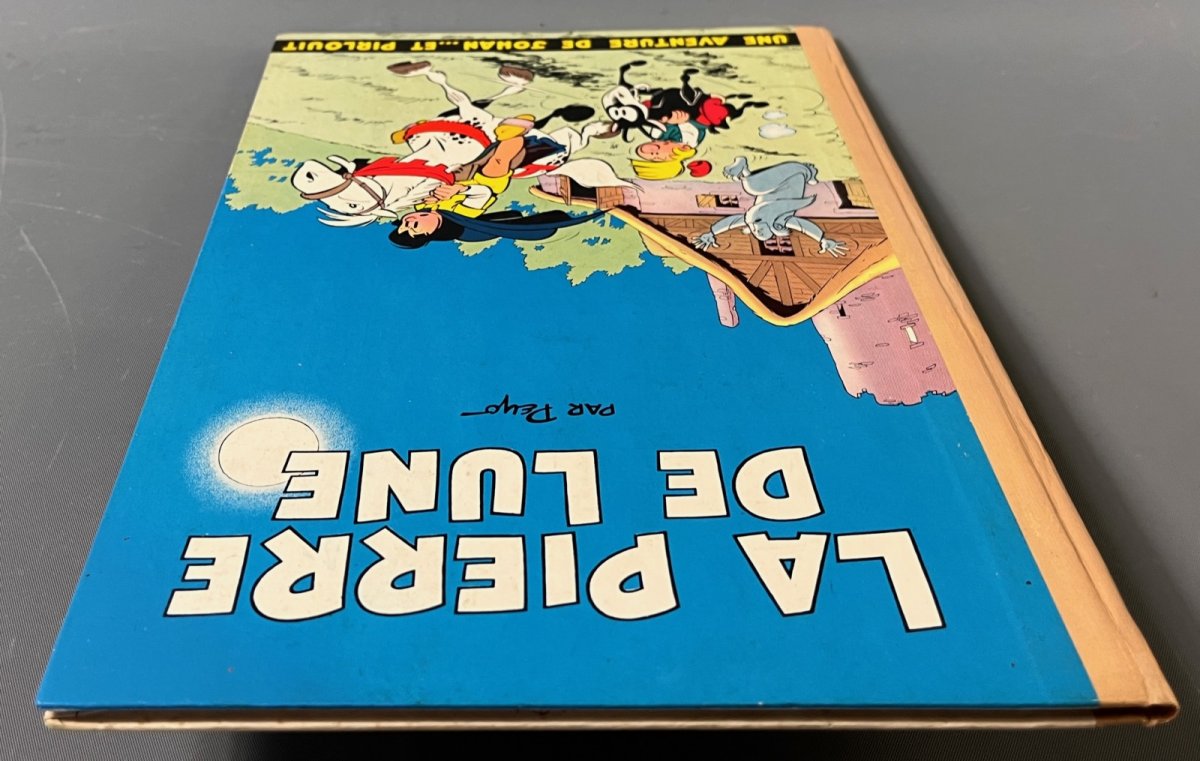 LA PIERRE
DE LUNE
PAR Peyo
UNE AVENTURE DE JOHAN... ET PIRLOUIT